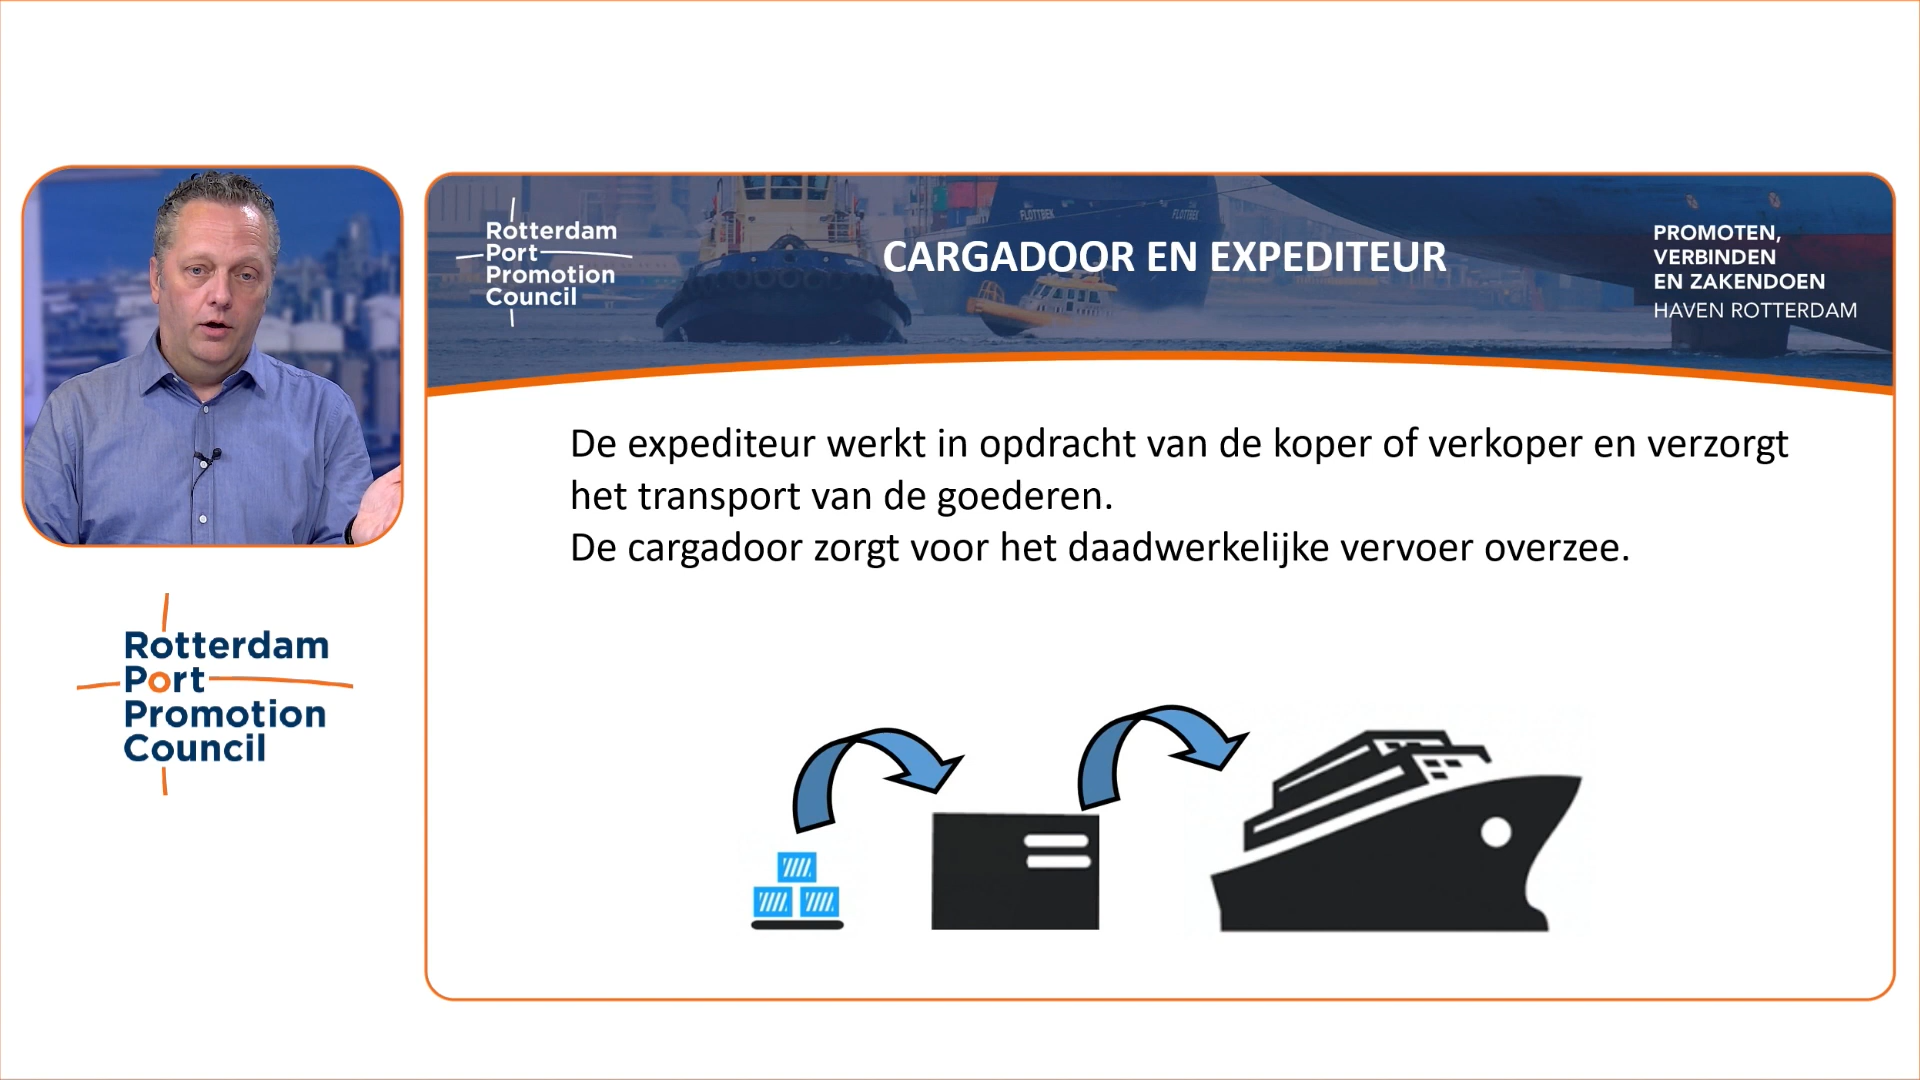 Rotterdam
Port
Promotion
Council
CARGADOOR EN EXPEDITEUR
PROMOTEN,
VERBINDEN
EN ZAKENDOEN
HAVEN ROTTERDAM
FLOTTBEK
FLOTTBEK
De expediteur werkt in opdracht van de koper of verkoper en verzorgt
het transport van de goederen.
De cargadoor zorgt voor het daadwerkelijke vervoer overzee.
Rotterdam
Port
Promotion
Council